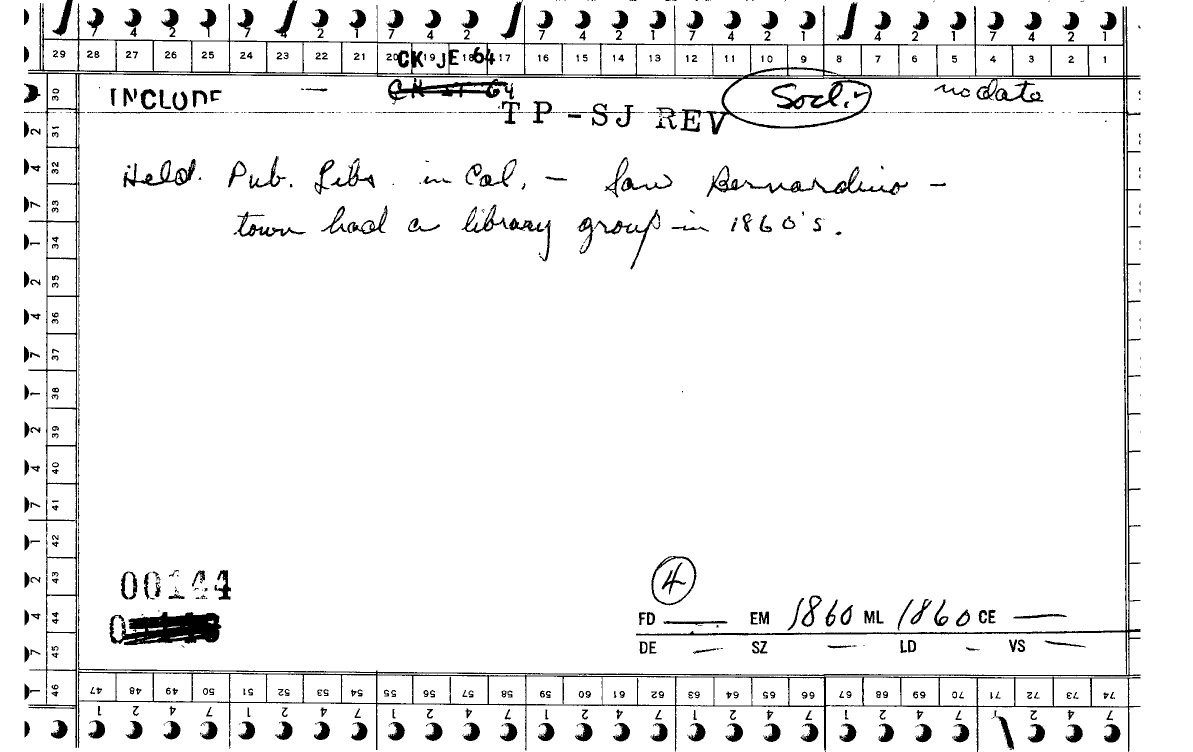 7 4 2 1 7 4 2 1 7 4 2 1 7 4 2 1 7 4 2 1 7 4 2 1 7 4 2 1
29 28 27 26 25 24 23 22 21 20 19 18 17 16 15 14 13 12 11 10 9 8 7 6 5 4 3 2 1
CK JE 64
INCLUDE — Socl. no date
TP-SJ REV
Held. Pub. Libs. in Cal. – San Bernardino –
town had a library group in 1860's.
30
31
32
33
34
35
36
37
38
39
40
41
42
43
44
45
46
00144
4
FD — EM 1860 ML 1860 CE —
DE — SZ — LD - VS —
47 48 49 50 51 52 53 54 55 56 57 58 59 60 61 62 63 64 65 66 67 68 69 70 71 72 73 74
1 2 4 7 1 2 4 7 1 2 4 7 1 2 4 7 1 2 4 7 1 2 4 7 1 2 4 7